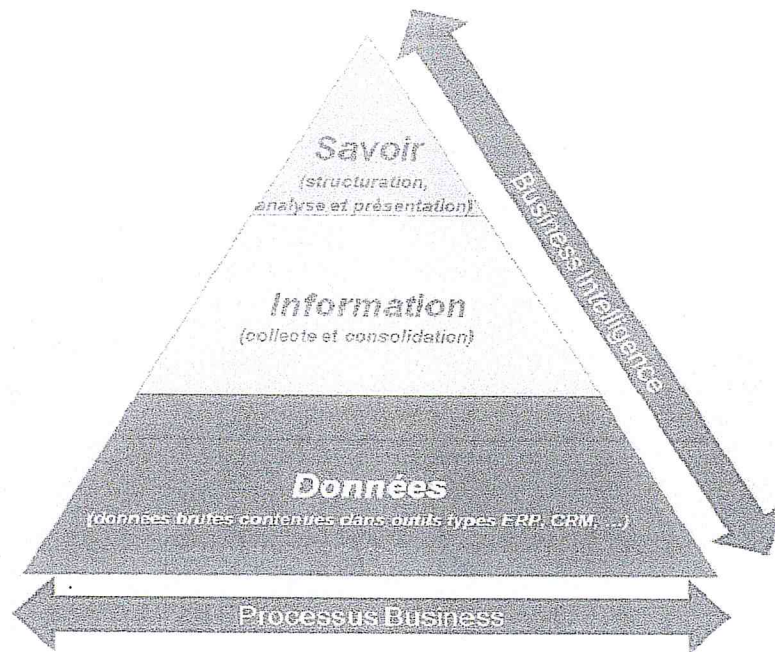 Savoir
(structuration,
analyse et présentation)
Information
(collecte et consolidation)
Données
(données brutes contenues dans outils types ERP, CRM, ...)
Business Intelligence
Processus Business